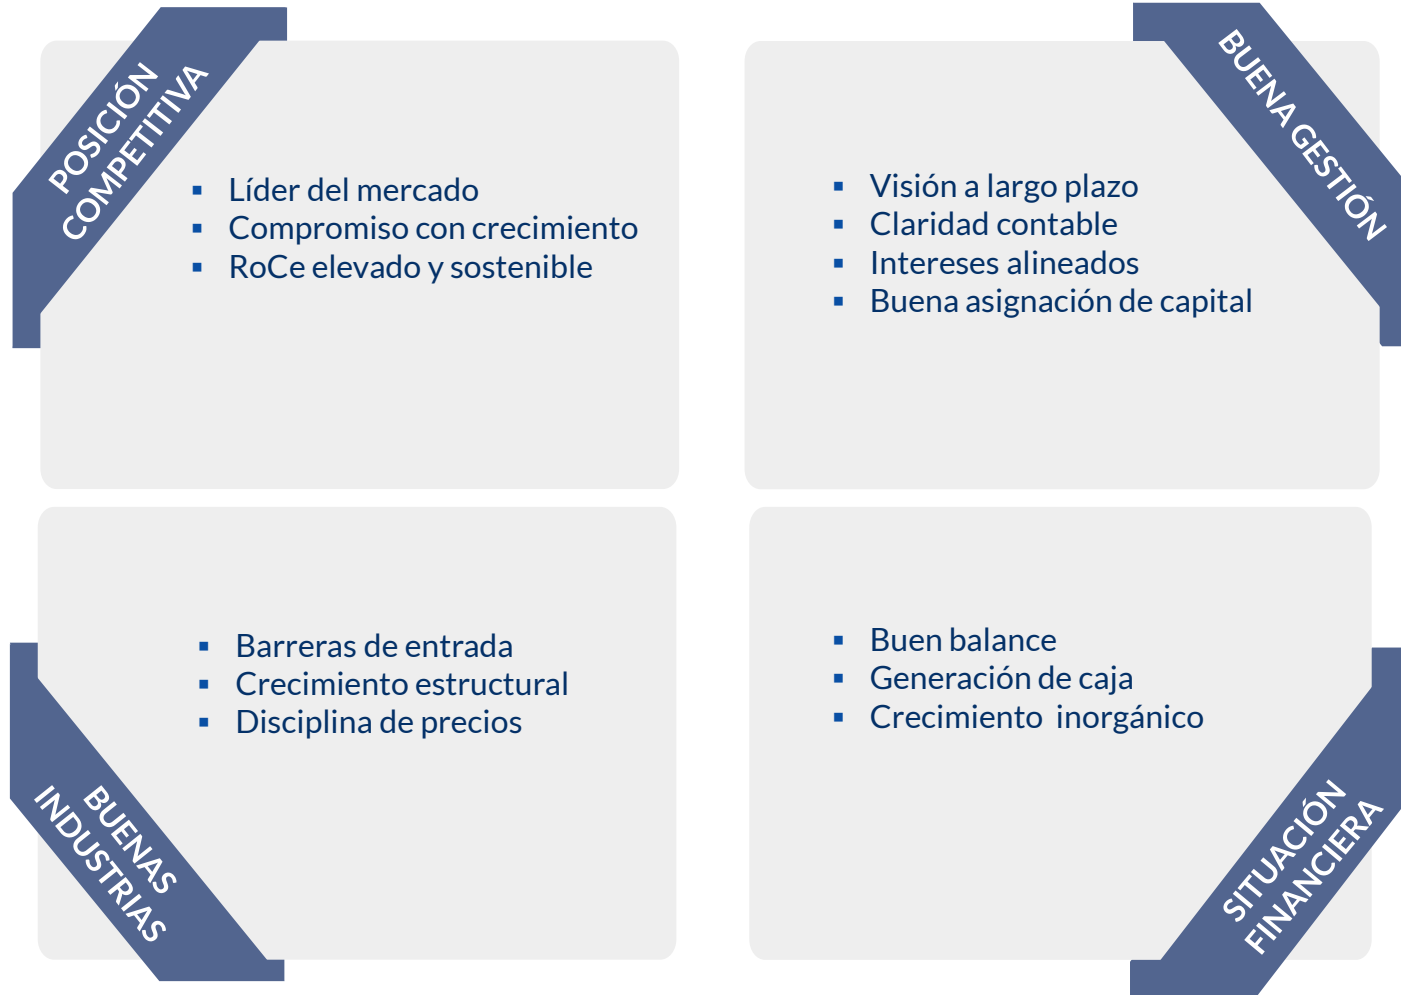 POSICIÓN
COMPETITIVA
Líder del mercado
Compromiso con crecimiento
RoCe elevado y sostenible
BUENA GESTIÓN
Visión a largo plazo
Claridad contable
Intereses alineados
Buena asignación de capital
BUENAS
INDUSTRIAS
Barreras de entrada
Crecimiento estructural
Disciplina de precios
SITUACIÓN
FINANCIERA
Buen balance
Generación de caja
Crecimiento  inorgánico